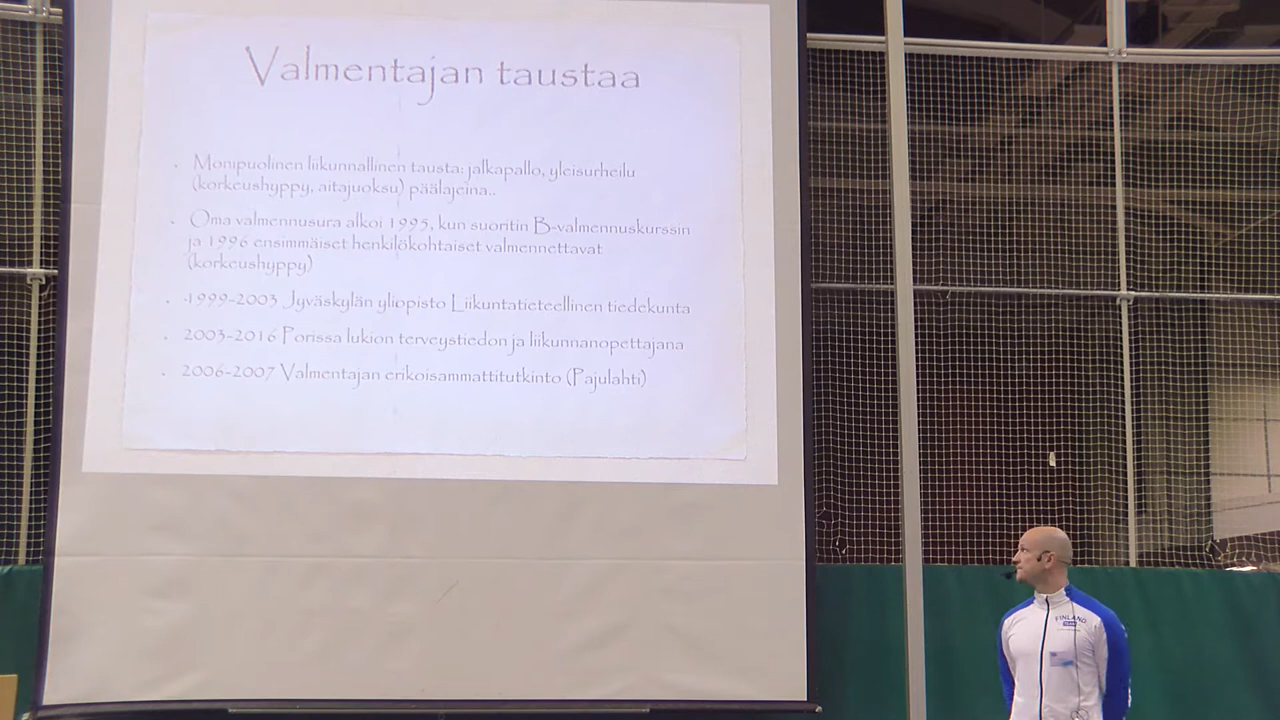 Valmentajan taustaa
Monipuolinen liikunnallinen tausta: jalkapallo, yleisurheilu
(korkeushyppy, aitajuoksu) päälajeina..
Oma valmennusura alkoi 1995, kun suoritin B-valmennuskurssin
ja 1996 ensimmäiset henkilökohtaiset valmennettavat
(korkeushyppy)
1999-2003 Jyväskylän yliopisto Liikuntatieteellinen tiedekunta
2003-2016 Porissa lukion terveystiedon ja liikunnanopettajana
2006-2007 Valmentajan erikoisammattitutkinto (Pajulahti)
FINLAND
TEAM